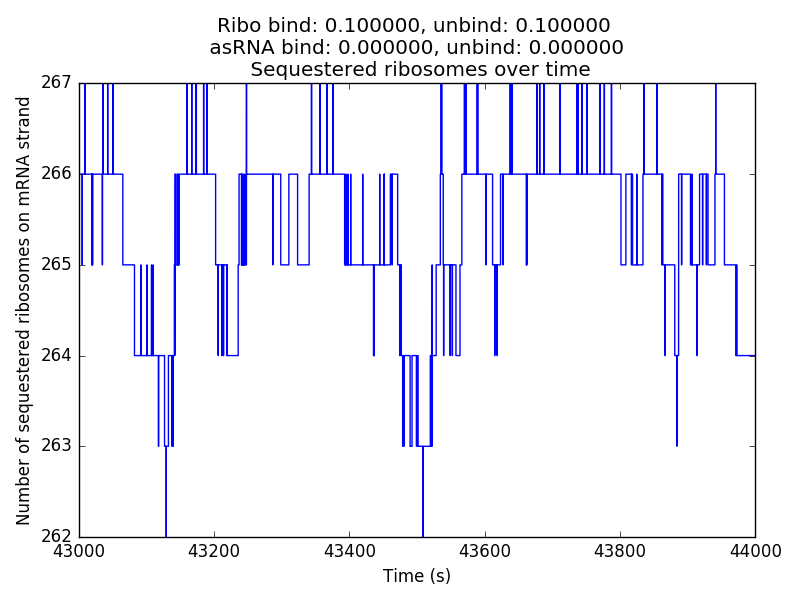 Ribo bind: 0.100000, unbind: 0.100000
asRNA bind: 0.000000, unbind: 0.000000
Sequestered ribosomes over time
Number of sequestered ribosomes on mRNA strand
267
266
265
264
263
262
43000 43200 43400 43600 43800 44000
Time (s)